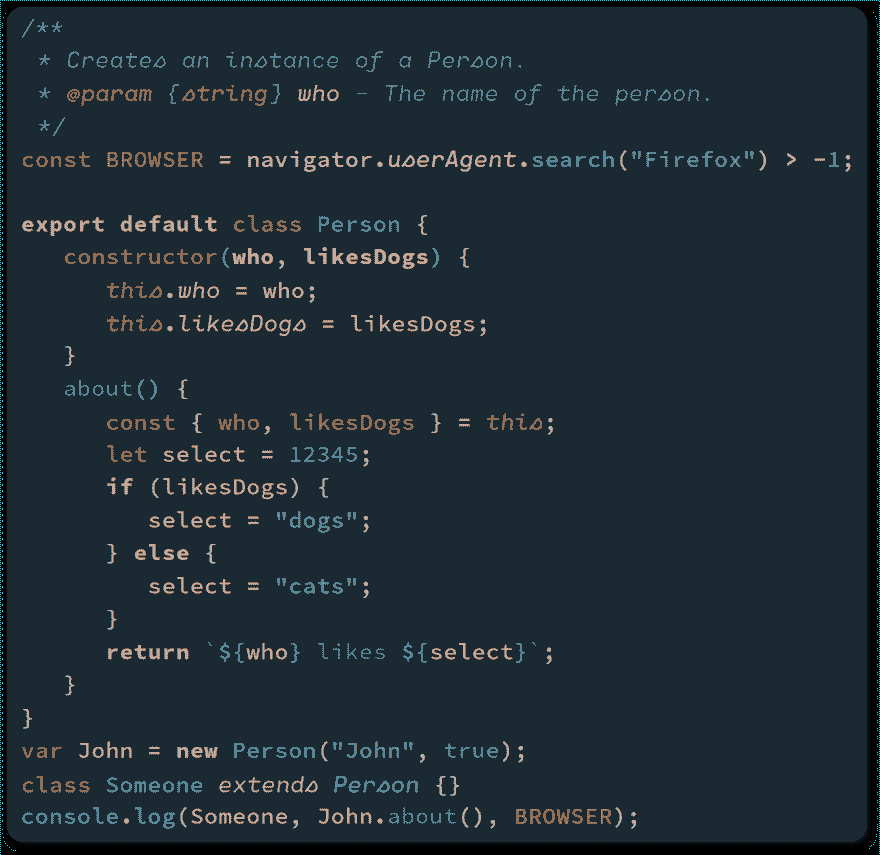 /**
 * Creates an instance of a Person.
 * @param {string} who - The name of the person.
 */
const BROWSER = navigator.userAgent.search("Firefox") > -1;

export default class Person {
   constructor(who, likesDogs) {
      this.who = who;
      this.likesDogs = likesDogs;
   }
   about() {
      const { who, likesDogs } = this;
      let select = 12345;
      if (likesDogs) {
         select = "dogs";
      } else {
         select = "cats";
      }
      return `${who} likes ${select}`;
   }
}
var John = new Person("John", true);
class Someone extends Person {}
console.log(Someone, John.about(), BROWSER);